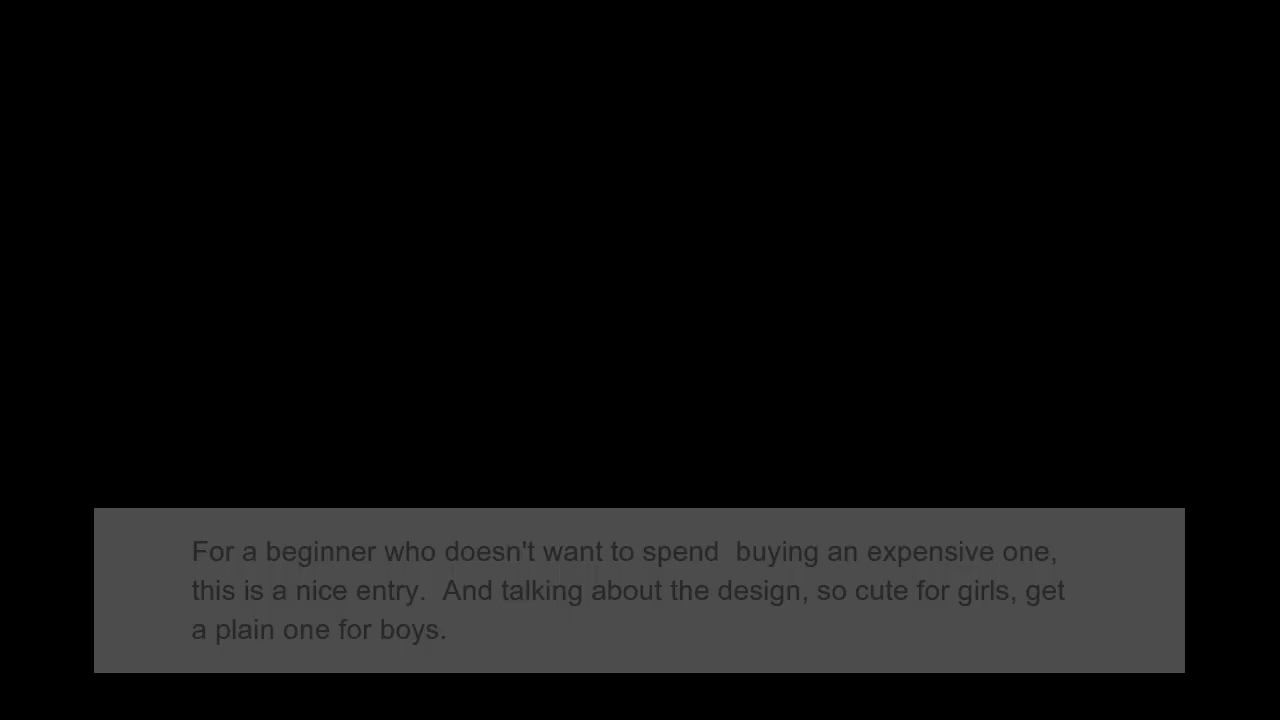 For a beginner who doesn't want to spend  buying an expensive one,
this is a nice entry.  And talking about the design, so cute for girls, get
a plain one for boys.